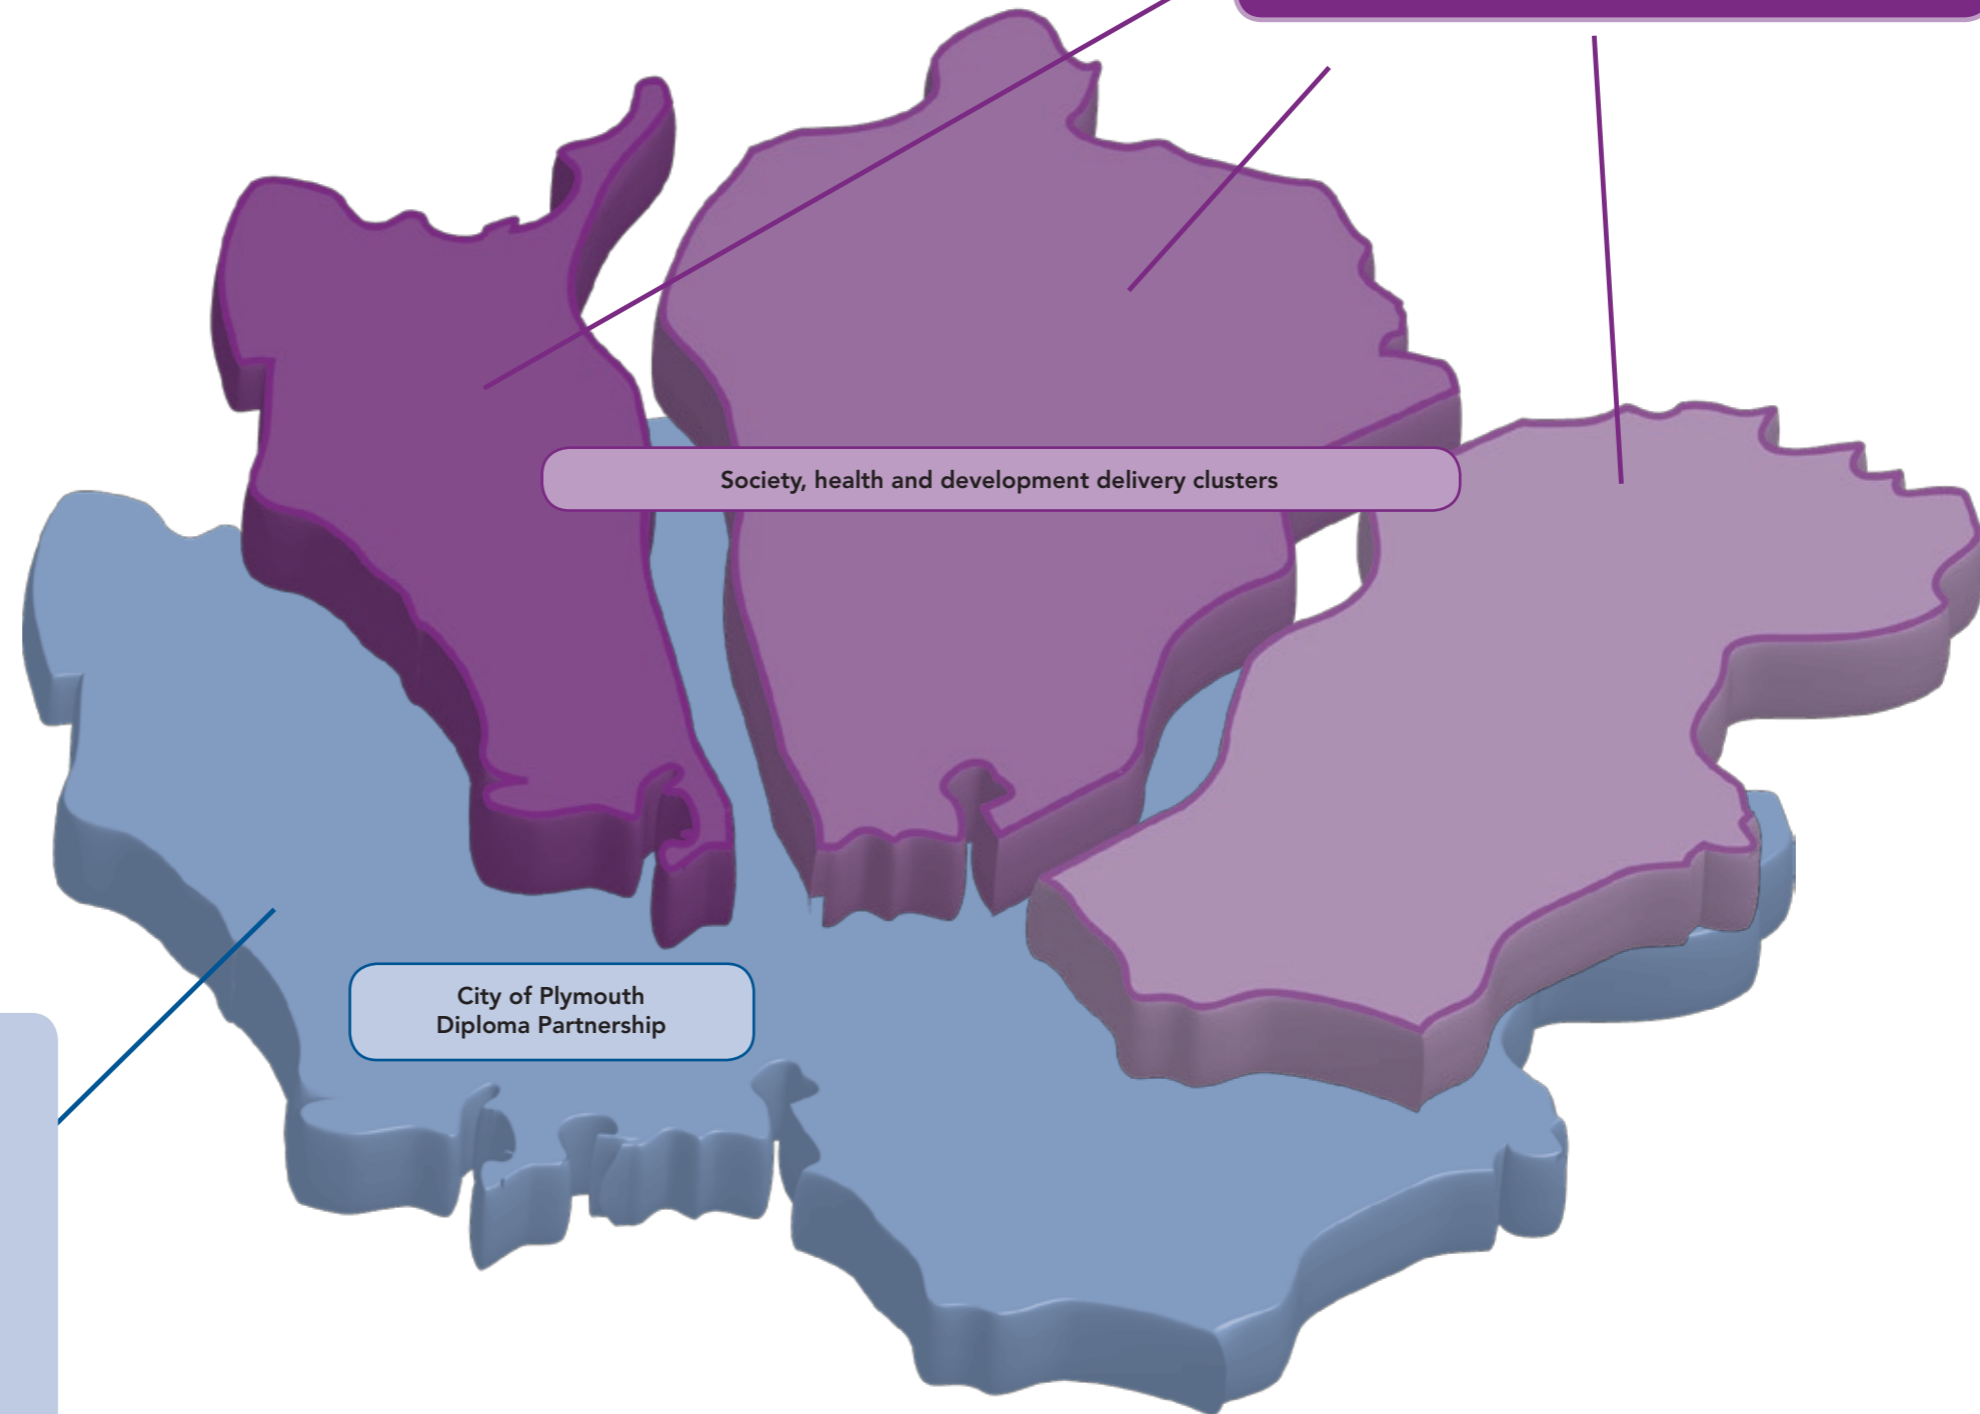 Society, health and development delivery clusters
City of Plymouth
Diploma Partnership